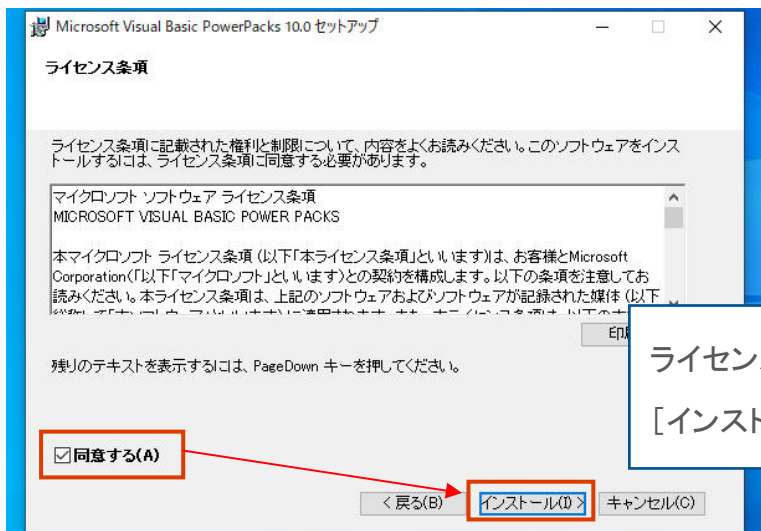 Microsoft Visual Basic PowerPacks 10.0 セットアップ
ライセンス条項
ライセンス条項に記載された権利と制限について、内容をよくお読みください。このソフトウェアをインス
トールするには、ライセンス条項に同意する必要があります。
マイクロソフト ソフトウェア ライセンス条項
MICROSOFT VISUAL BASIC POWER PACKS
本マイクロソフト ライセンス条項 (以下「本ライセンス条項」といいます)は、お客様とMicrosoft
Corporation(「以下「マイクロソフト」といいます)との契約を構成します。以下の条項を注意してお
読みください。本ライセンス条項は、上記のソフトウェアおよびソフトウェアが記録された媒体 (以下
残りのテキストを表示するには、PageDown キーを押してください。
ライセン
[インスト
同意する(A)
< 戻る(B)
インストール(I) >
キャンセル(C)